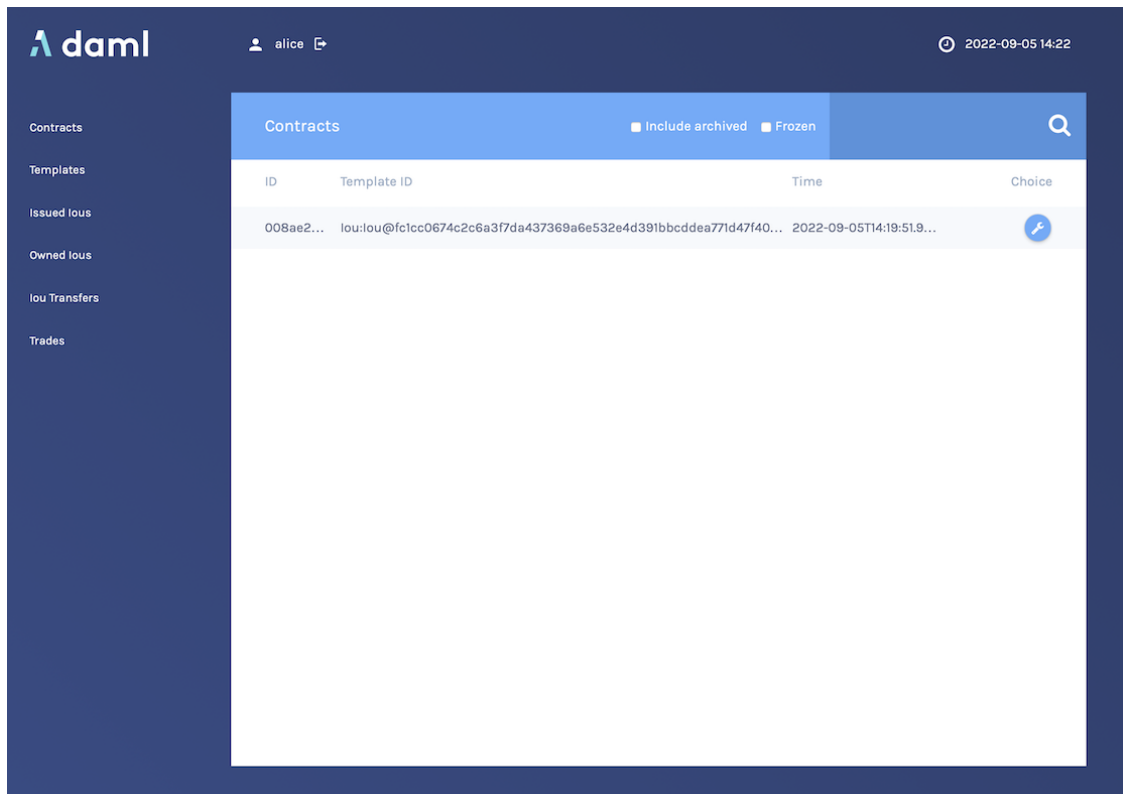 daml
alice
2022-09-05 14:22
Contracts
Templates
Issued Ious
Owned Ious
Iou Transfers
Trades
Contracts
Include archived
Frozen
ID Template ID Time Choice
008ae2... Iou:Iou@fc1cc0674c2c6a3f7da437369a6e532e4d391bbcddea771d47f40... 2022-09-05T14:19:51.9...